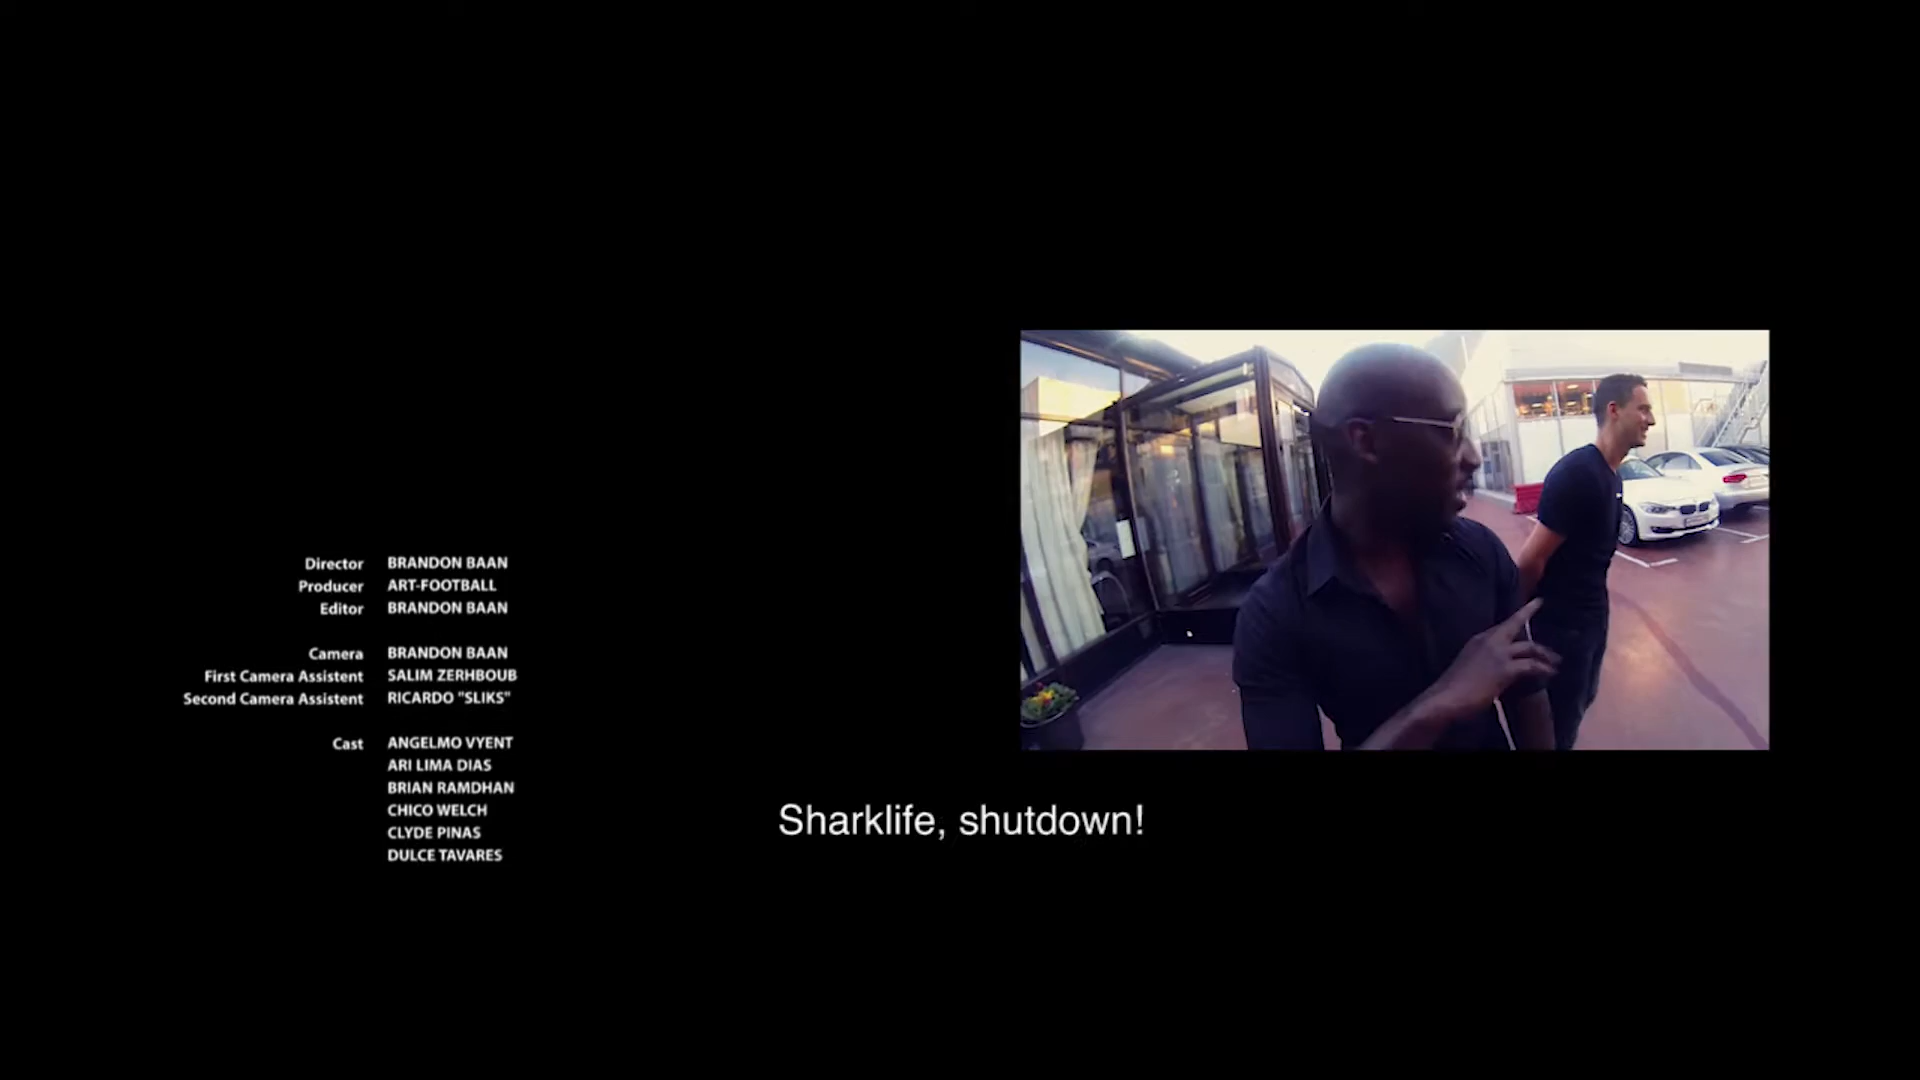 Director BRANDON BAAN
Producer ART-FOOTBALL
Editor BRANDON BAAN
Camera BRANDON BAAN
First Camera Assistent SALIM ZERHBOUB
Second Camera Assistent RICARDO "SLIKS"
Cast ANGELMO VYENT
ARI LIMA DIAS
BRIAN RAMDHAN
CHICO WELCH
CLYDE PINAS
DULCE TAVARES
Sharklife, shutdown!